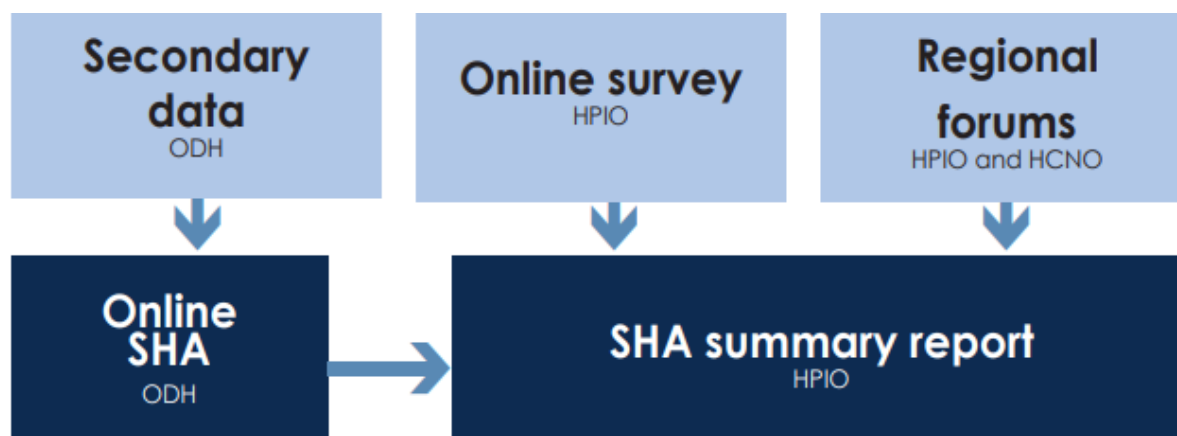 Secondary
data
ODH
Online survey
HPIO
Regional
forums
HPIO and HCNO
Online
SHA
ODH
SHA summary report
HPIO